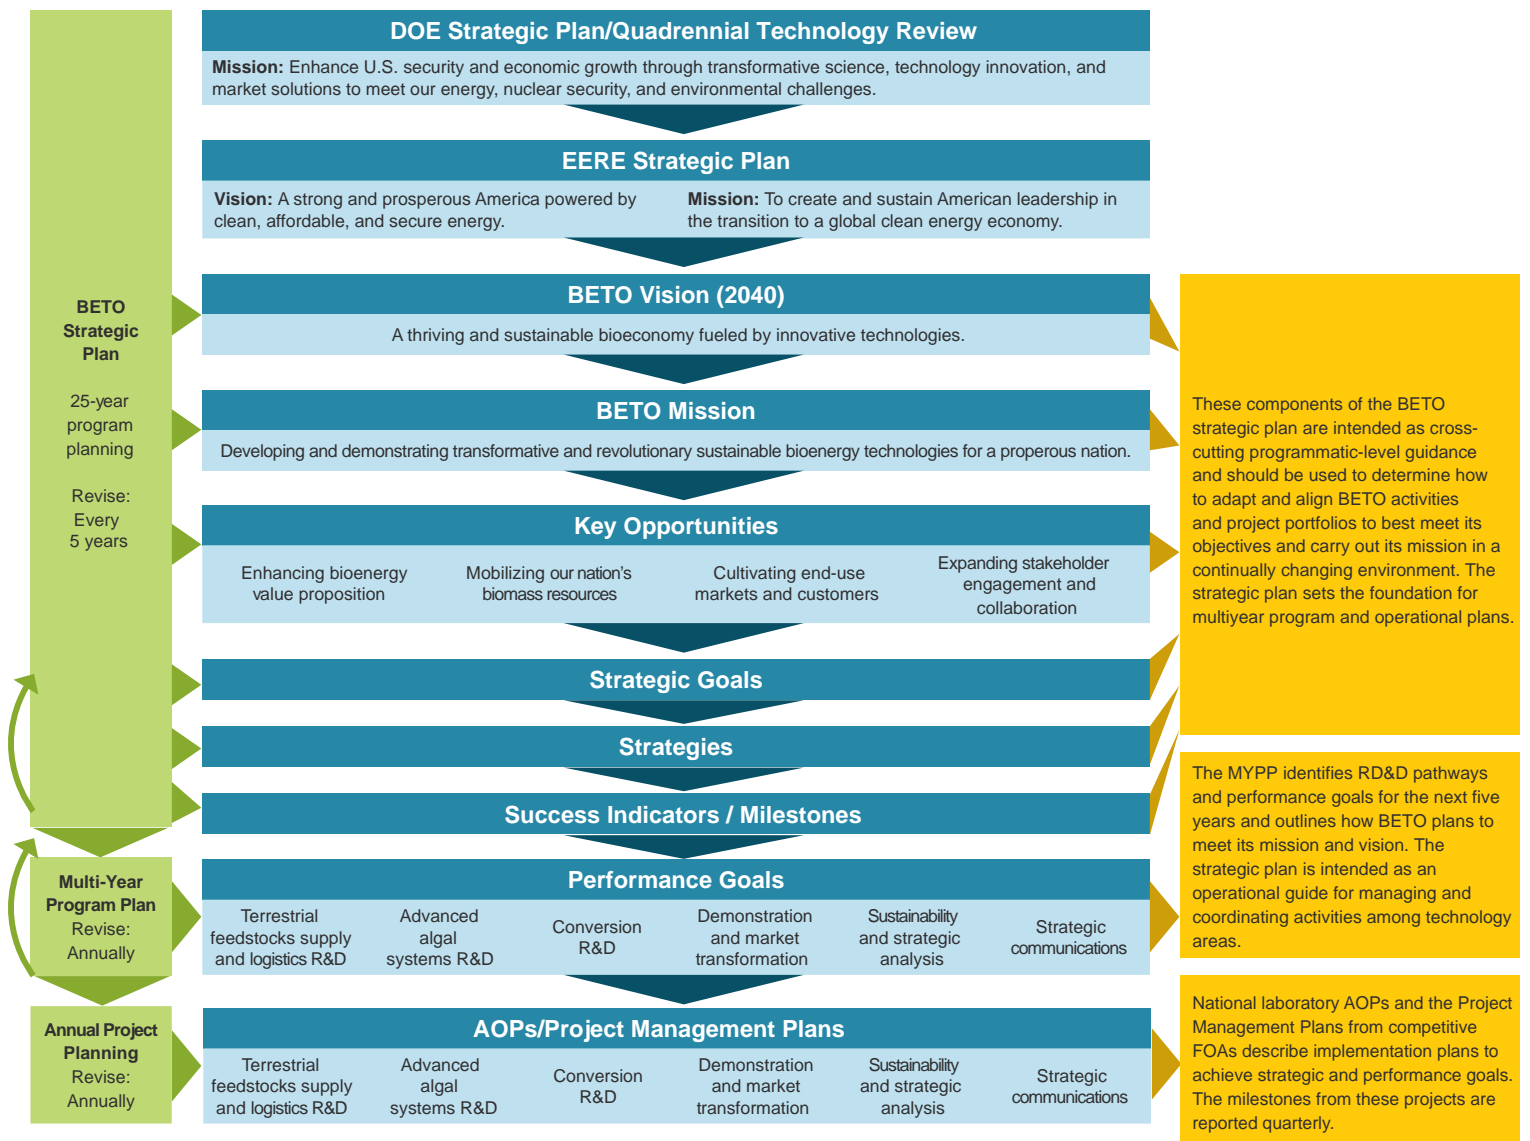 DOE Strategic Plan/Quadrennial Technology Review
Mission: Enhance U.S. security and economic growth through transformative science, technology innovation, and
market solutions to meet our energy, nuclear security, and environmental challenges.
EERE Strategic Plan
Vision: A strong and prosperous America powered by
clean, affordable, and secure energy.
Mission: To create and sustain American leadership in
the transition to a global clean energy economy.
BETO
Strategic
Plan
25-year
program
planning
Revise:
Every
5 years
BETO Vision (2040)
A thriving and sustainable bioeconomy fueled by innovative technologies.
BETO Mission
Developing and demonstrating transformative and revolutionary sustainable bioenergy technologies for a properous nation.
Key Opportunities
Enhancing bioenergy
value proposition
Mobilizing our nation's
biomass resources
Cultivating end-use
markets and customers
Expanding stakeholder
engagement and
collaboration
Strategic Goals
Strategies
Success Indicators / Milestones
These components of the BETO
strategic plan are intended as cross-
cutting programmatic-level guidance
and should be used to determine how
to adapt and align BETO activities
and project portfolios to best meet its
objectives and carry out its mission in a
continually changing environment. The
strategic plan sets the foundation for
multiyear program and operational plans.
Multi-Year
Program Plan
Revise:
Annually
Performance Goals
Terrestrial
feedstocks supply
and logistics R&D
Advanced
algal
systems R&D
Conversion
R&D
Demonstration
and market
transformation
Sustainability
and strategic
analysis
Strategic
communications
The MYPP identifies RD&D pathways
and performance goals for the next five
years and outlines how BETO plans to
meet its mission and vision. The
strategic plan is intended as an
operational guide for managing and
coordinating activities among technology
areas.
Annual Project
Planning
Revise:
Annually
AOPs/Project Management Plans
Terrestrial
feedstocks supply
and logistics R&D
Advanced
algal
systems R&D
Conversion
R&D
Demonstration
and market
transformation
Sustainability
and strategic
analysis
Strategic
communications
National laboratory AOPs and the Project
Management Plans from competitive
FOAs describe implementation plans to
achieve strategic and performance goals.
The milestones from these projects are
reported quarterly.